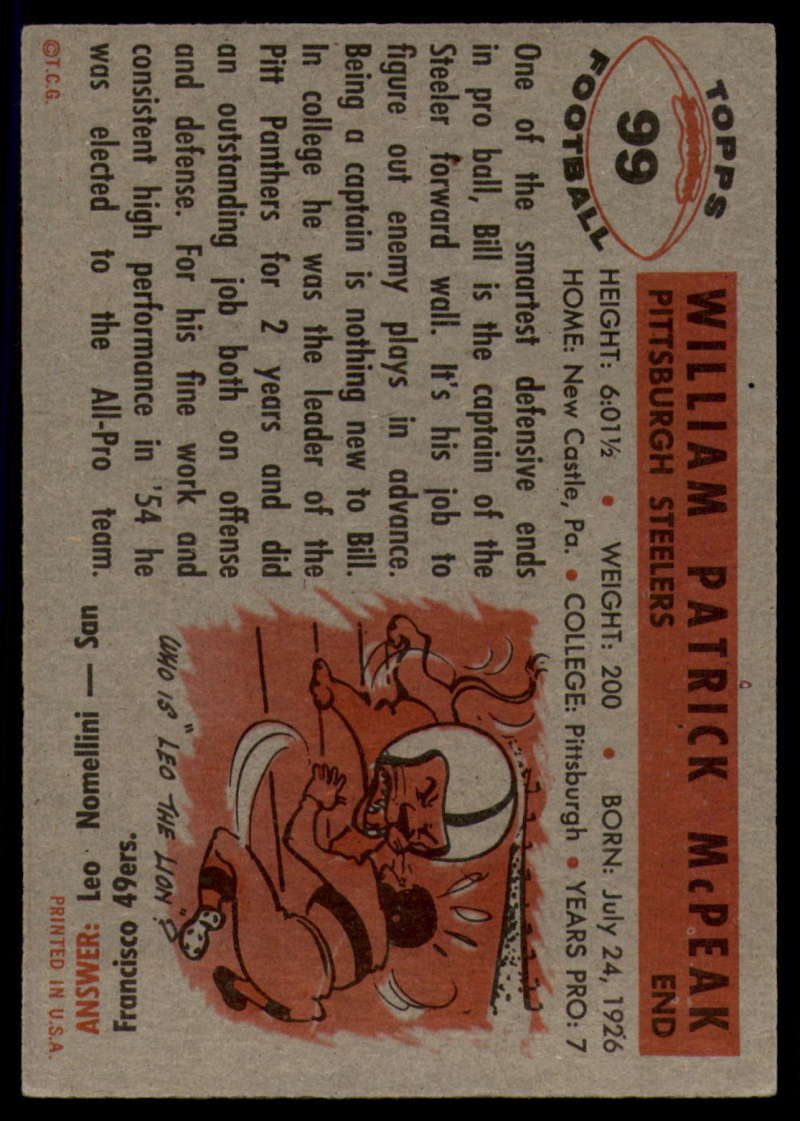 TOPPS
99
FOOTBALL
WILLIAM PATRICK McPEAK
PITTSBURGH STEELERS END
HEIGHT: 6:01½ • WEIGHT: 200 • BORN: July 24, 1926
HOME: New Castle, Pa. • COLLEGE: Pittsburgh • YEARS PRO: 7
One of the smartest defensive ends
in pro ball, Bill is the captain of the
Steeler forward wall. It's his job to
figure out enemy plays in advance.
Being a captain is nothing new to Bill.
In college he was the leader of the
Pitt Panthers for 2 years and did
an outstanding job both on offense
and defense. For his fine work and
consistent high performance in '54 he
was elected to the All-Pro team.
©T.C.G.
WHO IS "LEO THE LION"?
ANSWER: Leo Nomellini — San
Francisco 49ers.
PRINTED IN U.S.A.